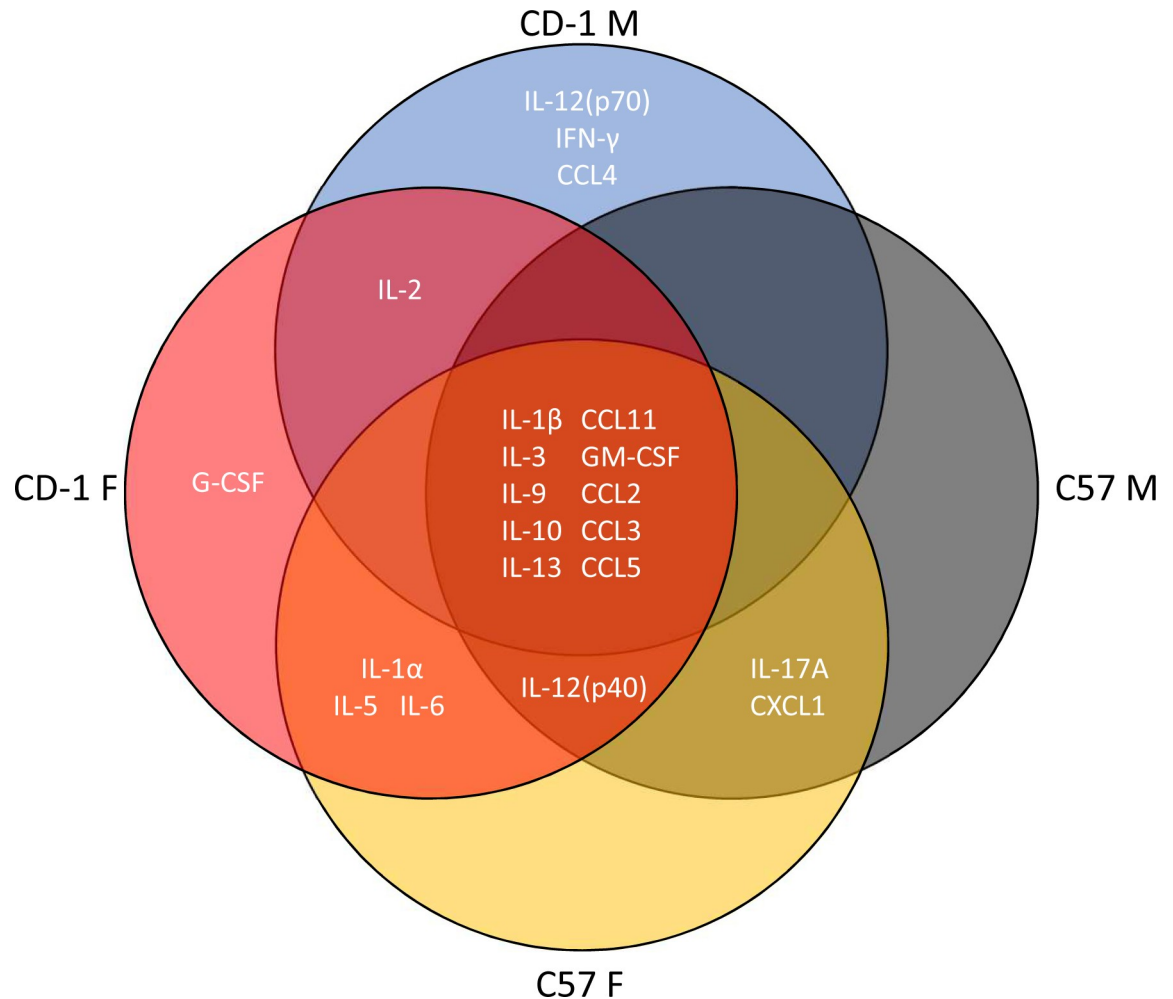 CD-1 M
IL-12(p70)
IFN-γ
CCL4
IL-2
IL-1β CCL11
IL-3 GM-CSF
CD-1 F
G-CSF
IL-9 CCL2
C57 M
IL-10 CCL3
IL-13 CCL5
IL-1α
IL-5 IL-6
IL-12(p40)
IL-17A
CXCL1
C57 F